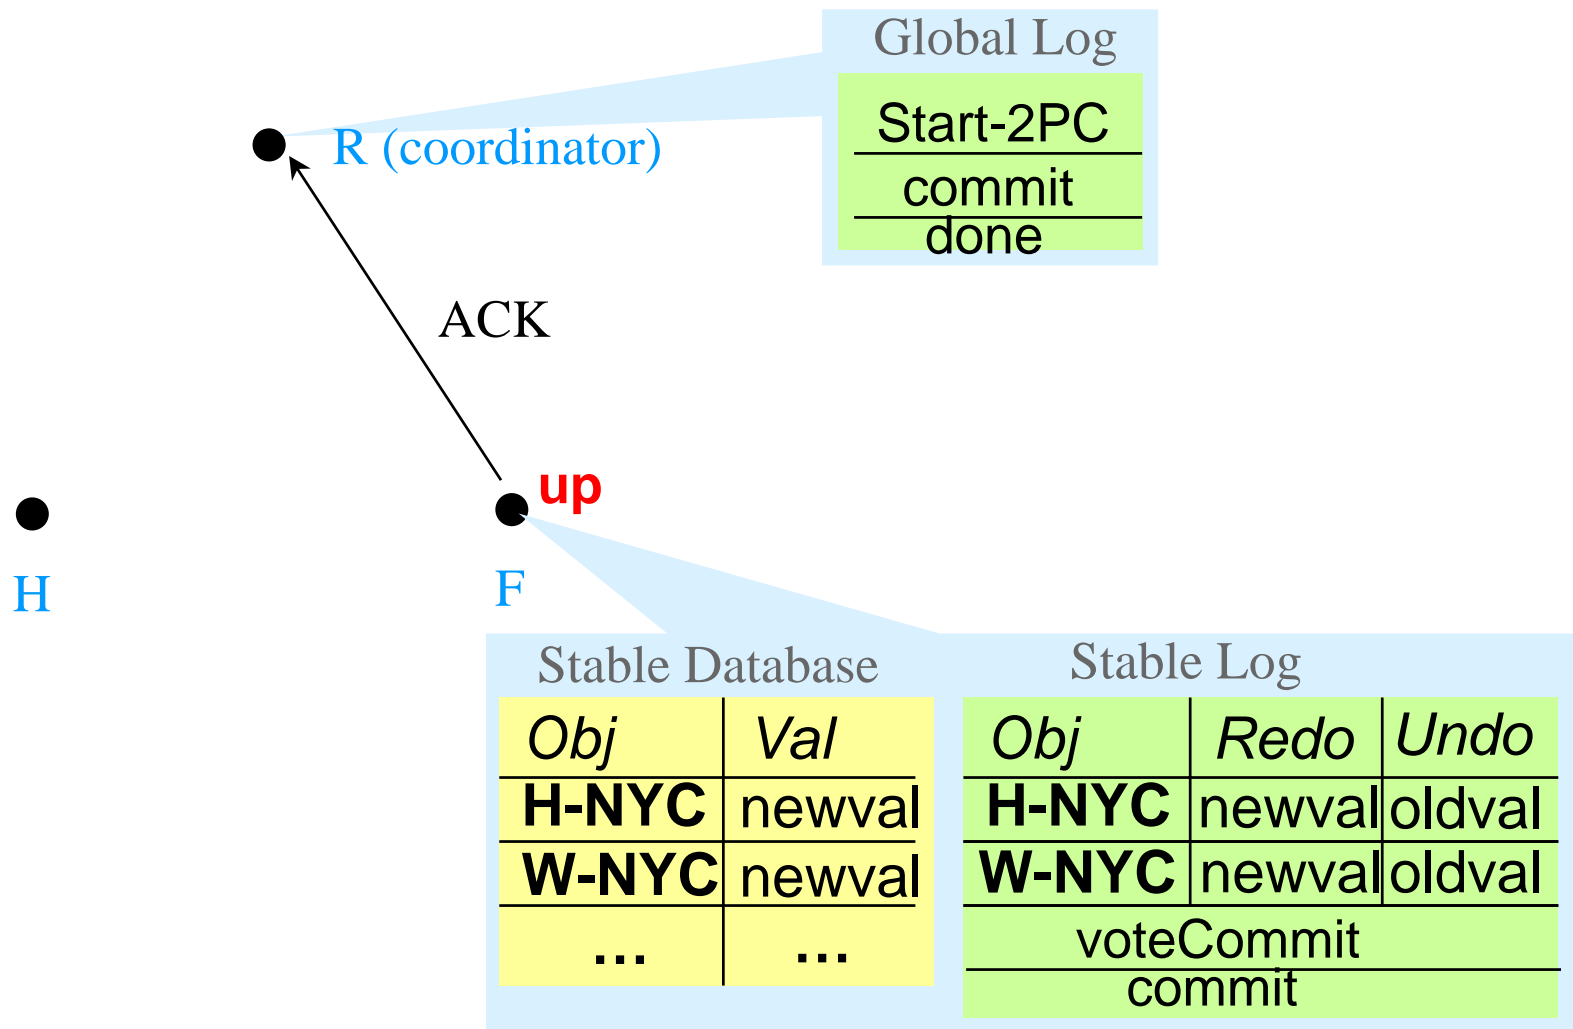 Global Log
Start-2PC
R (coordinator)
commit
done
ACK
up
H
F
Stable Database
Stable Log
Obj Val
Obj Redo Undo
H-NYC newval
H-NYC newval oldval
W-NYC newval
W-NYC newval oldval
... ...
voteCommit
commit